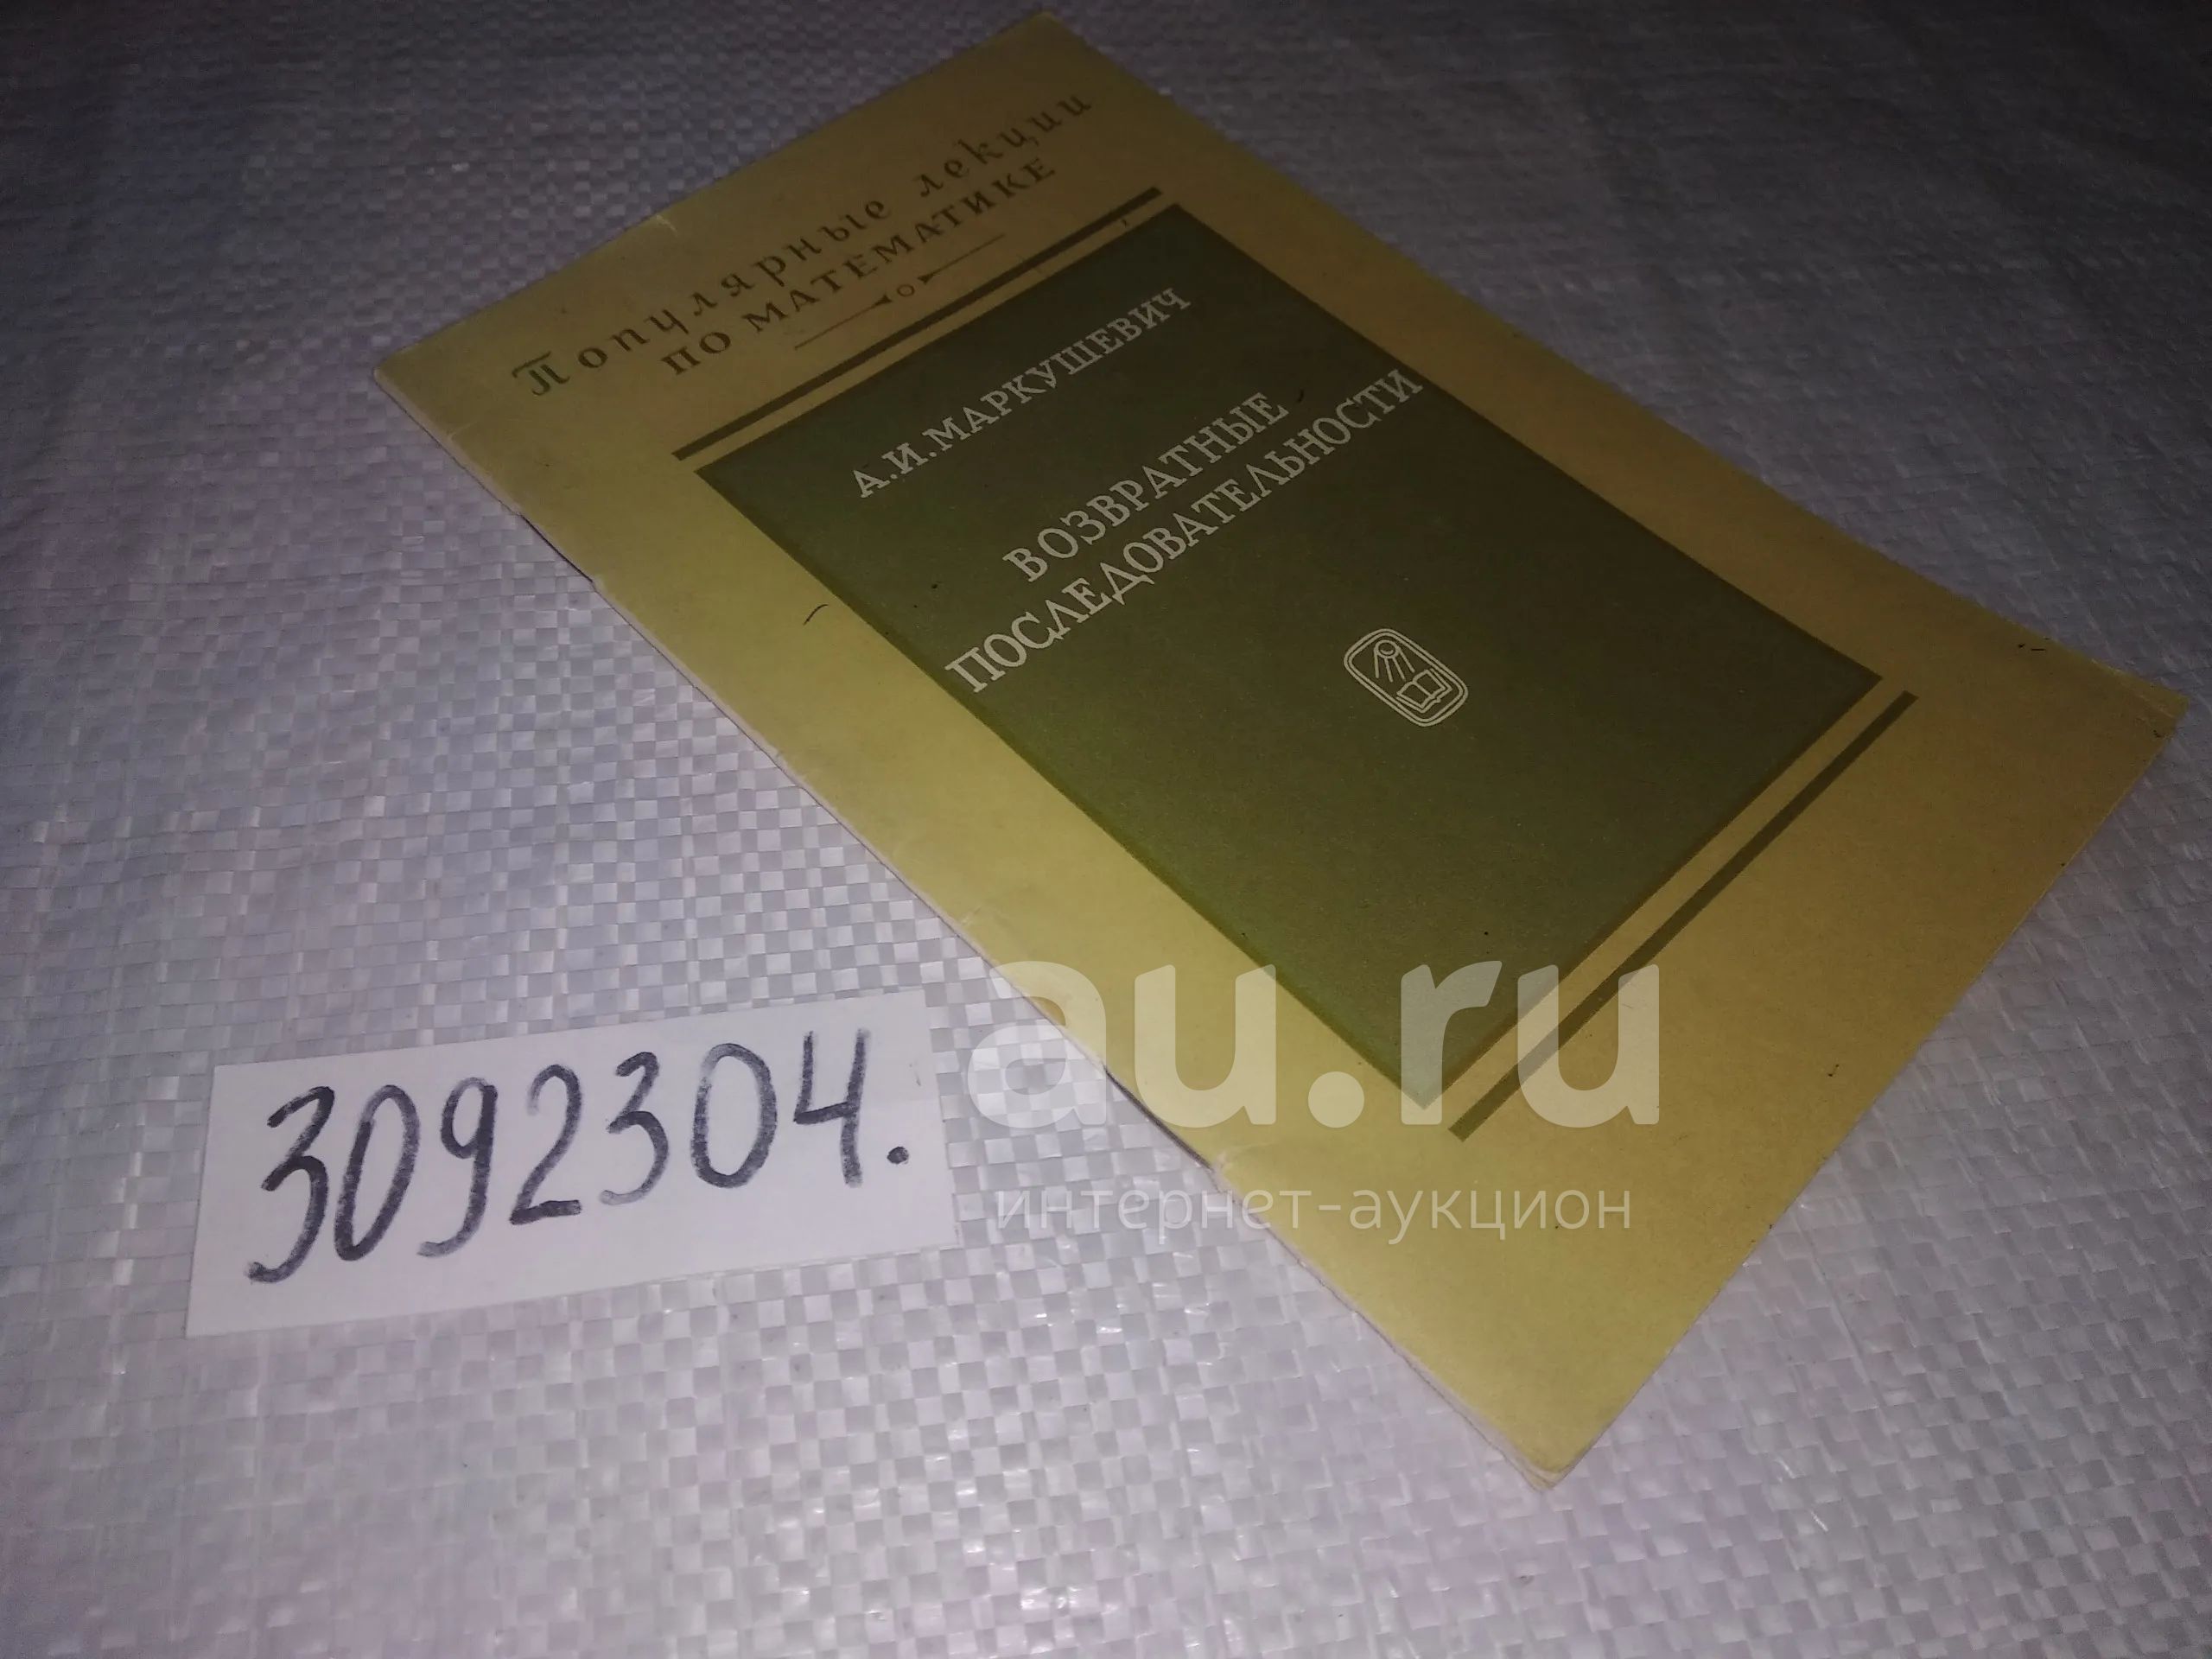 Популярные лекции
ПО МАТЕМАТИКЕ
А.И.МАРКУШЕВИЧ
ВОЗВРАТНЫЕ
ПОСЛЕДОВАТЕЛЬНОСТИ
3092304.
au.ru
интернет-аукцион